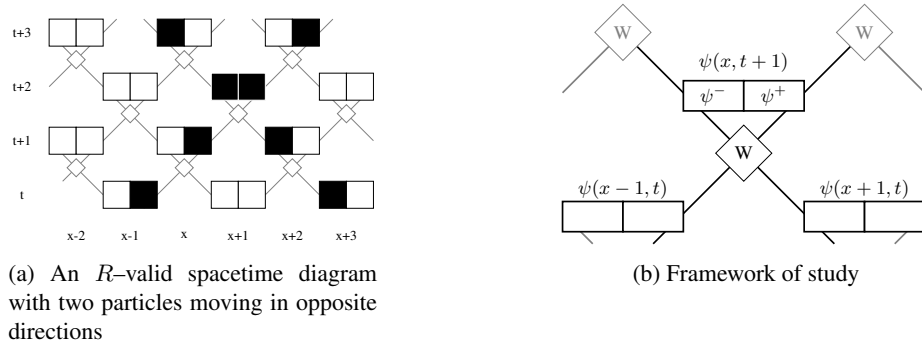 t+3
t+2
t+1
t
x-2 x-1 x x+1 x+2 x+3
(a) An R–valid spacetime diagram
with two particles moving in opposite
directions
W W
ψ(x, t + 1)
ψ⁻ ψ⁺
W
ψ(x − 1, t) ψ(x + 1, t)
(b) Framework of study